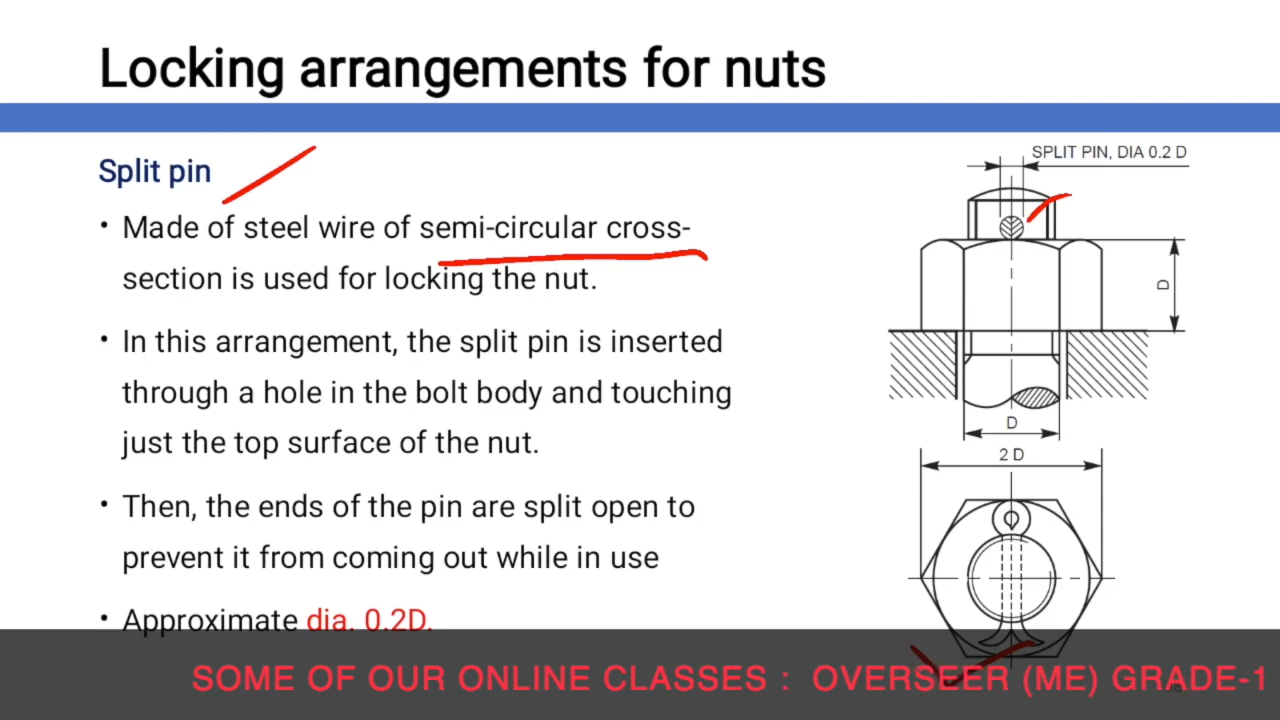 Locking arrangements for nuts
Split pin
• Made of steel wire of semi-circular cross-
section is used for locking the nut.
• In this arrangement, the split pin is inserted
through a hole in the bolt body and touching
just the top surface of the nut.
• Then, the ends of the pin are split open to
prevent it from coming out while in use
• Approximate dia. 0.2D.
SPLIT PIN, DIA 0.2 D
D
D
2 D
SOME OF OUR ONLINE CLASSES : OVERSEER (ME) GRADE-1